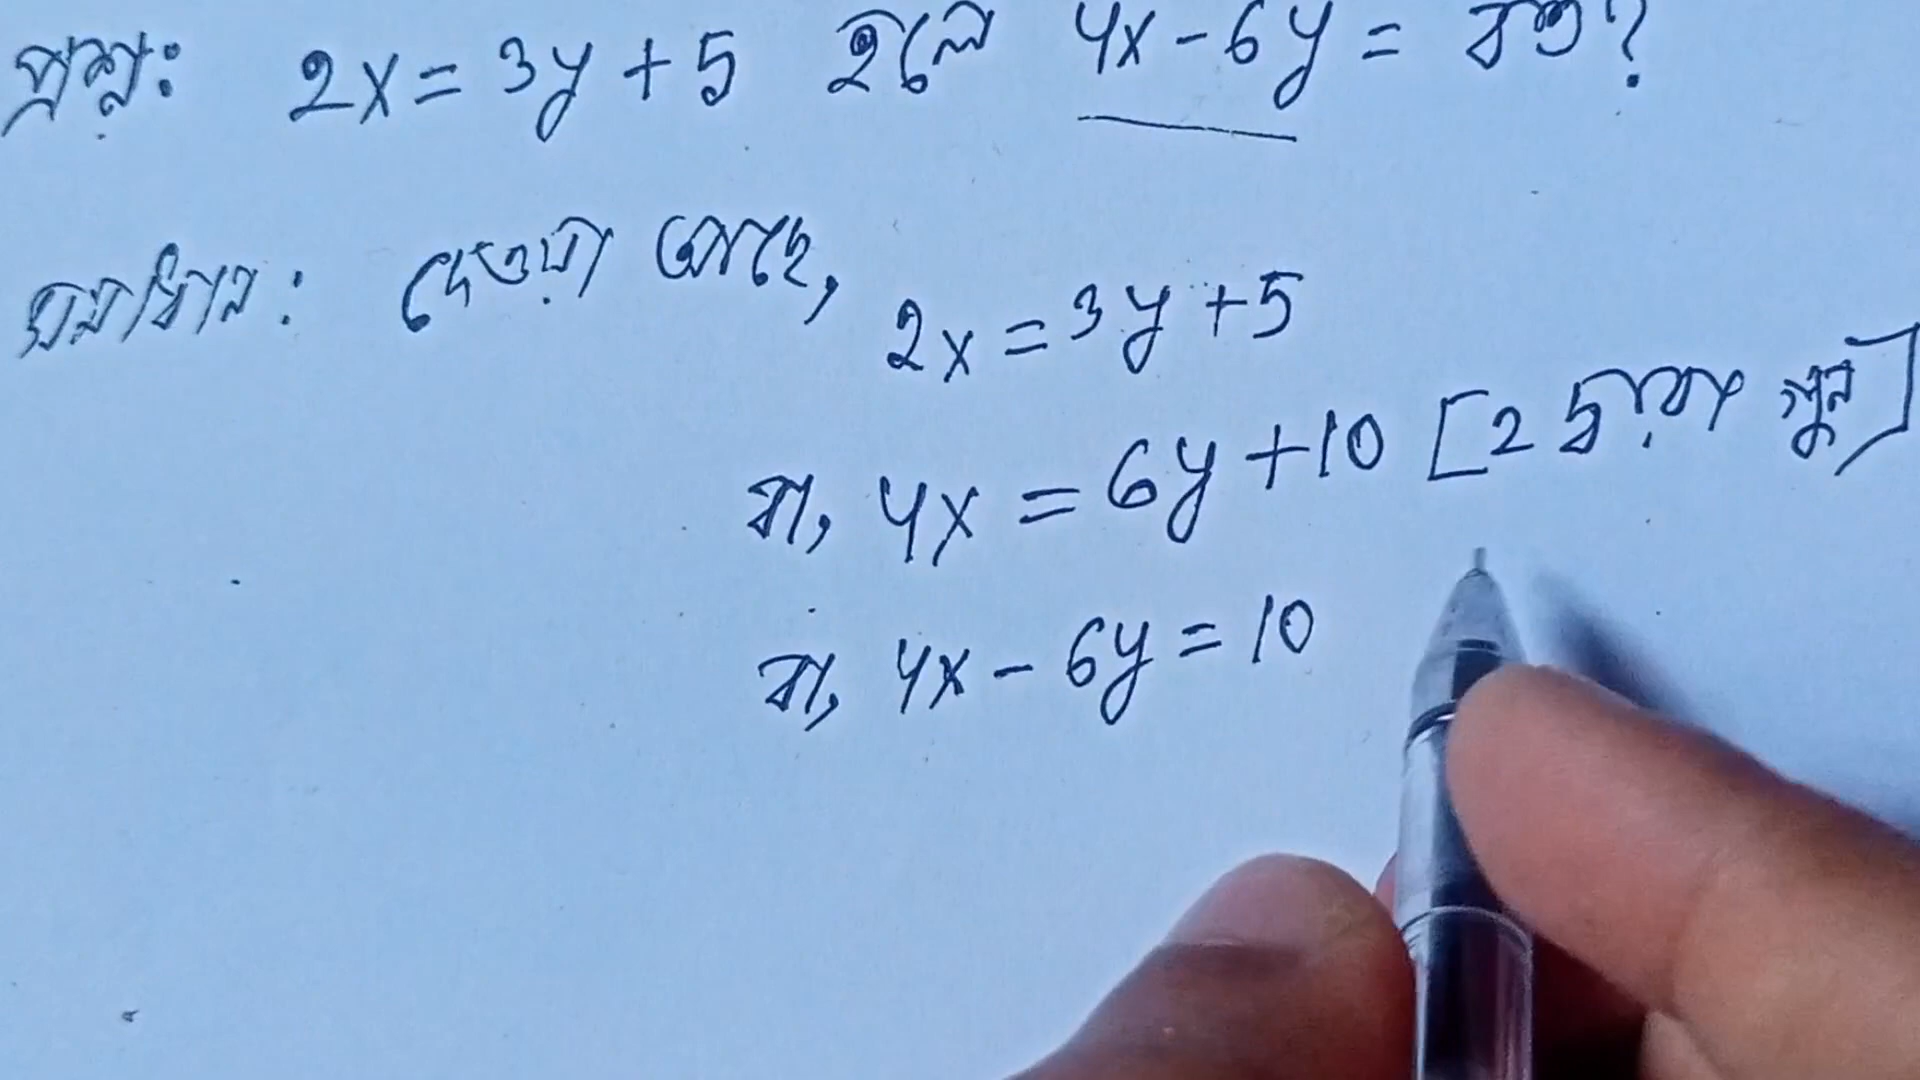 প্রশ্ন: 2x = 3y + 5 হলে 4x - 6y = কত?
সমাধান: দেওয়া আছে,
2x = 3y + 5
বা, 4x = 6y + 10 [2 দ্বারা গুন]
বা, 4x - 6y = 10